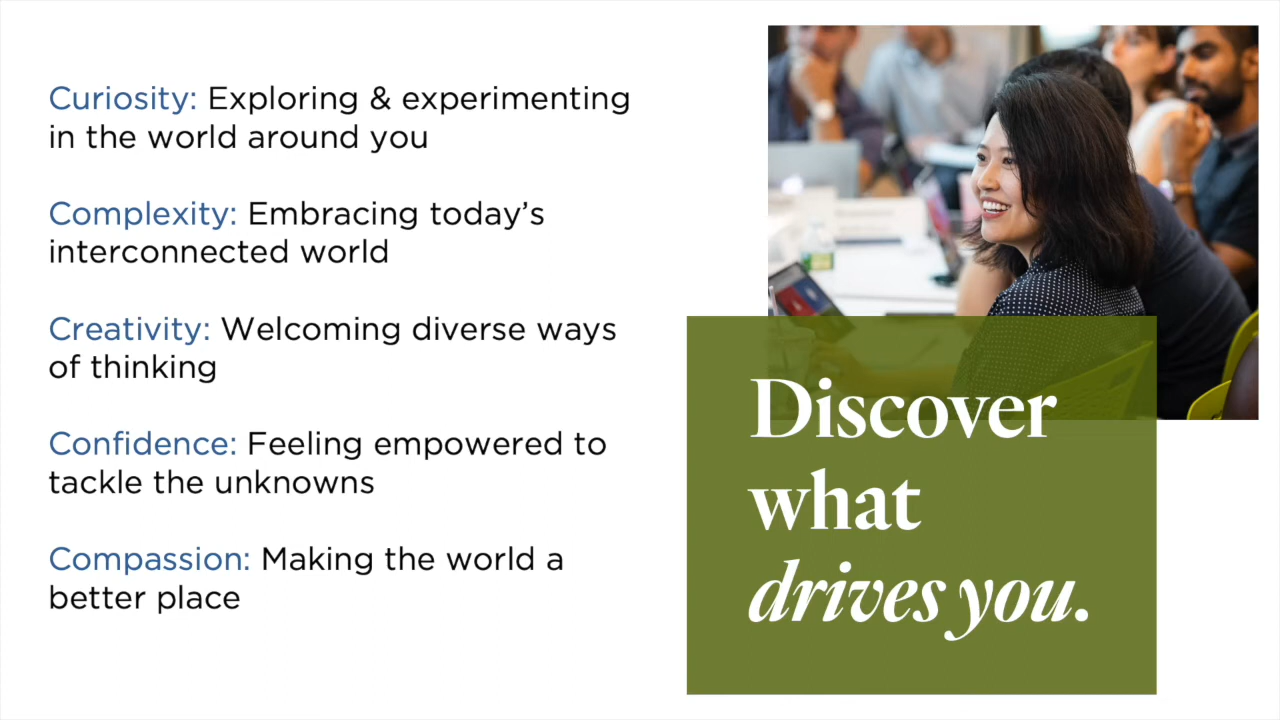 Curiosity: Exploring & experimenting
in the world around you
Complexity: Embracing today’s
interconnected world
Creativity: Welcoming diverse ways
of thinking
Confidence: Feeling empowered to
tackle the unknowns
Compassion: Making the world a
better place
Discover
what
drives you.